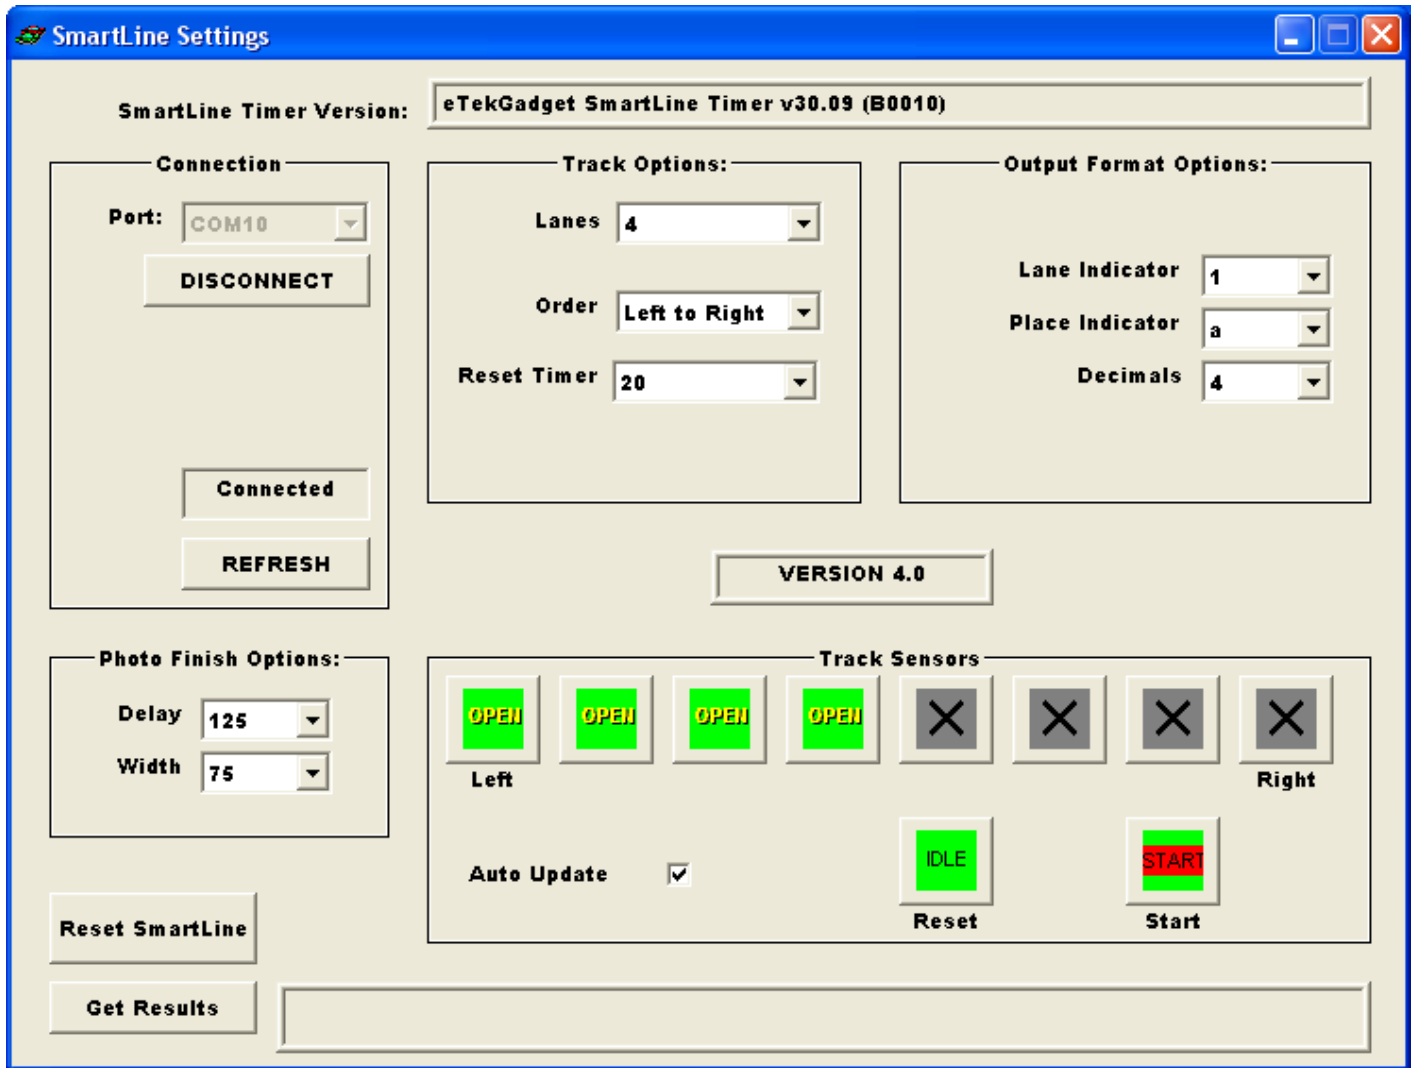 SmartLine Settings
SmartLine Timer Version: eTekGadget SmartLine Timer v30.09 (B0010)
Connection
Port: COM10
DISCONNECT
Connected
REFRESH
Track Options:
Lanes 4
Order Left to Right
Reset Timer 20
Output Format Options:
Lane Indicator 1
Place Indicator a
Decimals 4
VERSION 4.0
Photo Finish Options:
Delay 125
Width 75
Track Sensors
OPEN OPEN OPEN OPEN
Left Right
Auto Update
IDLE START
Reset Start
Reset SmartLine
Get Results